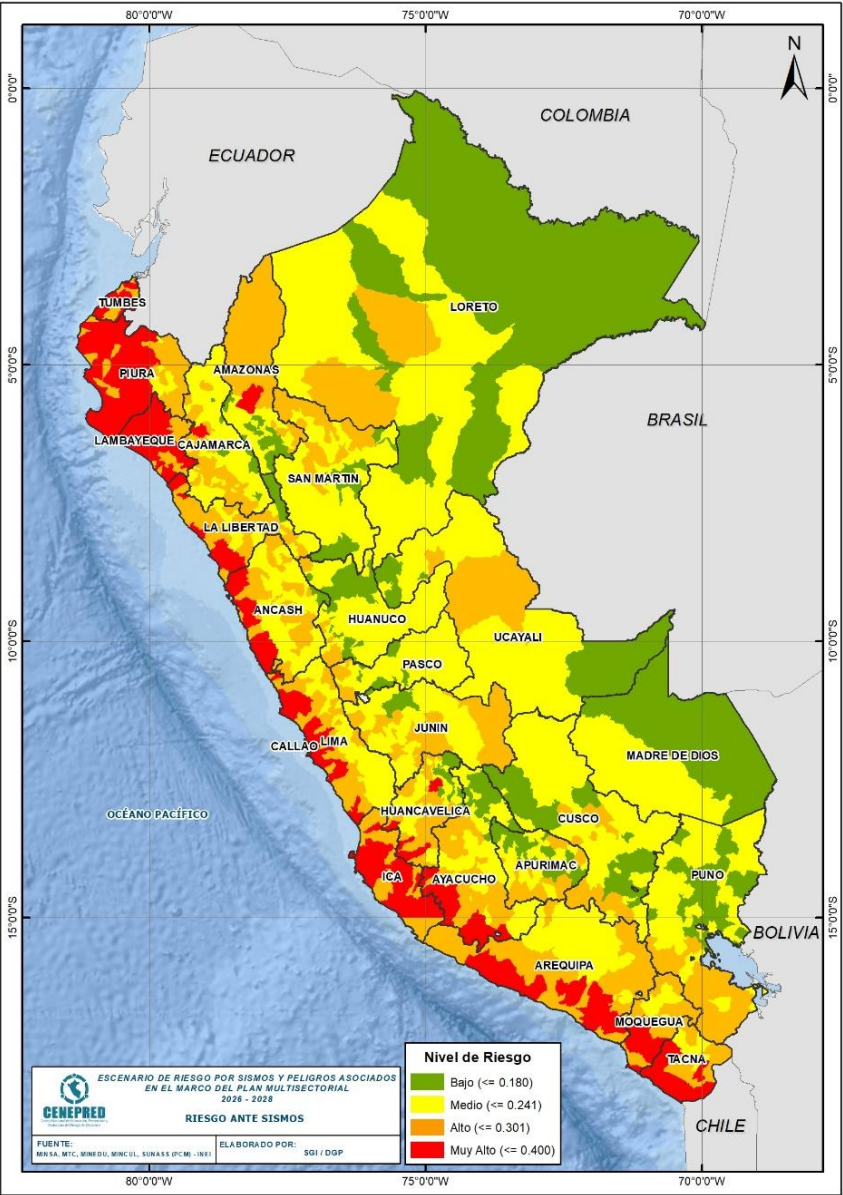 80°0'0"W 75°0'0"W 70°0'0"W
N
0°0'0" 0°0'0"
COLOMBIA
ECUADOR
TUMBES
LORETO
5°0'0"S 5°0'0"S
PIURA
AMAZONAS
BRASIL
LAMBAYEQUE CAJAMARCA
SAN MARTIN
LA LIBERTAD
ANCASH
HUANUCO
UCAYALI
10°0'0"S 10°0'0"S
PASCO
JUNIN
CALLAO LIMA
MADRE DE DIOS
HUANCAVELICA
OCÉANO PACÍFICO
CUSCO
APURIMAC
ICA
AYACUCHO
PUNO
15°0'0"S 15°0'0"S
BOLIVIA
AREQUIPA
MOQUEGUA
TACNA
CHILE
Nivel de Riesgo
Bajo (<= 0.180)
Medio (<= 0.241)
Alto (<= 0.301)
Muy Alto (<= 0.400)
CENEPRED
ESCENARIO DE RIESGO POR SISMOS Y PELIGROS ASOCIADOS
EN EL MARCO DEL PLAN MULTISECTORIAL
2026 - 2028
RIESGO ANTE SISMOS
FUENTE:
MINSA, MTC, MINEDU, MINCUL, SUNASS (PCM) - INEI
ELABORADO POR:
SGI / DGP
80°0'0"W 75°0'0"W 70°0'0"W